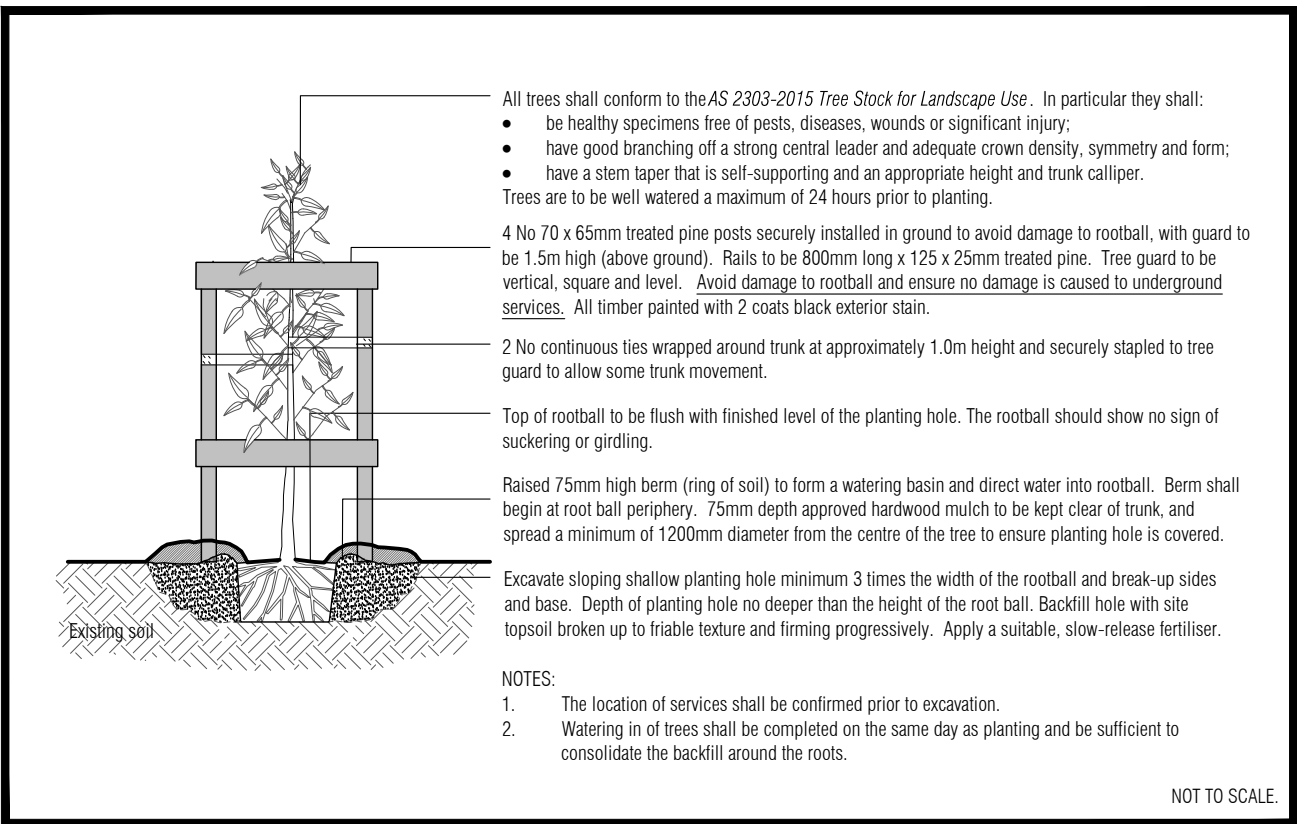 All trees shall conform to the AS 2303-2015 Tree Stock for Landscape Use. In particular they shall:
• be healthy specimens free of pests, diseases, wounds or significant injury;
• have good branching off a strong central leader and adequate crown density, symmetry and form;
• have a stem taper that is self-supporting and an appropriate height and trunk calliper.
Trees are to be well watered a maximum of 24 hours prior to planting.
4 No 70 x 65mm treated pine posts securely installed in ground to avoid damage to rootball, with guard to
be 1.5m high (above ground). Rails to be 800mm long x 125 x 25mm treated pine. Tree guard to be
vertical, square and level. Avoid damage to rootball and ensure no damage is caused to underground
services. All timber painted with 2 coats black exterior stain.
2 No continuous ties wrapped around trunk at approximately 1.0m height and securely stapled to tree
guard to allow some trunk movement.
Top of rootball to be flush with finished level of the planting hole. The rootball should show no sign of
suckering or girdling.
Raised 75mm high berm (ring of soil) to form a watering basin and direct water into rootball. Berm shall
begin at root ball periphery. 75mm depth approved hardwood mulch to be kept clear of trunk, and
spread a minimum of 1200mm diameter from the centre of the tree to ensure planting hole is covered.
Excavate sloping shallow planting hole minimum 3 times the width of the rootball and break-up sides
and base. Depth of planting hole no deeper than the height of the root ball. Backfill hole with site
topsoil broken up to friable texture and firming progressively. Apply a suitable, slow-release fertiliser.
Existing soil
NOTES:
1. The location of services shall be confirmed prior to excavation.
2. Watering in of trees shall be completed on the same day as planting and be sufficient to
consolidate the backfill around the roots.
NOT TO SCALE.